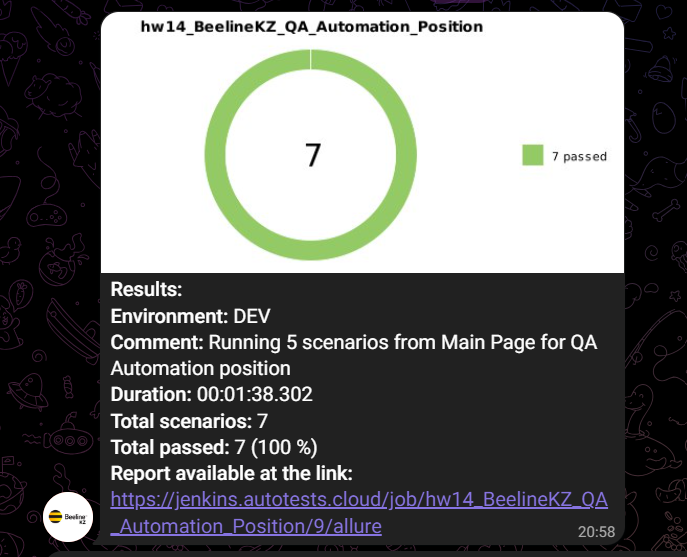 hw14_BeelineKZ_QA_Automation_Position
7
7 passed
Results:
Environment: DEV
Comment: Running 5 scenarios from Main Page for QA
Automation position
Duration: 00:01:38.302
Total scenarios: 7
Total passed: 7 (100 %)
Report available at the link:
https://jenkins.autotests.cloud/job/hw14_BeelineKZ_QA
_Automation_Position/9/allure
Beeline
KZ
20:58